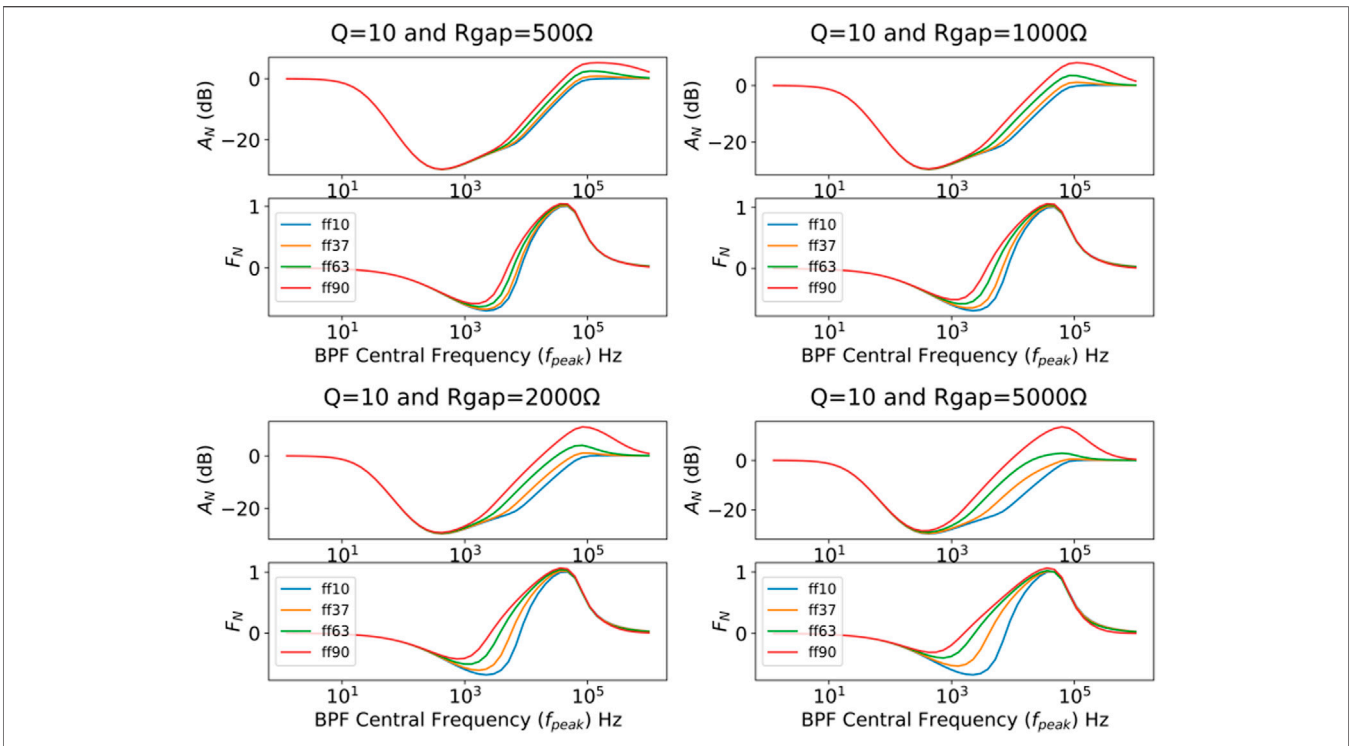 Q=10 and Rgap=500Ω
0
−20
A_N (dB)
10^1
10^3
10^5
1
0
F_N
ff10
ff37
ff63
ff90
10^1
10^3
10^5
BPF Central Frequency (f_peak) Hz
Q=10 and Rgap=1000Ω
0
−20
A_N (dB)
10^1
10^3
10^5
1
0
F_N
ff10
ff37
ff63
ff90
10^1
10^3
10^5
BPF Central Frequency (f_peak) Hz
Q=10 and Rgap=2000Ω
0
−20
A_N (dB)
10^1
10^3
10^5
1
0
F_N
ff10
ff37
ff63
ff90
10^1
10^3
10^5
BPF Central Frequency (f_peak) Hz
Q=10 and Rgap=5000Ω
0
−20
A_N (dB)
10^1
10^3
10^5
1
0
F_N
ff10
ff37
ff63
ff90
10^1
10^3
10^5
BPF Central Frequency (f_peak) Hz